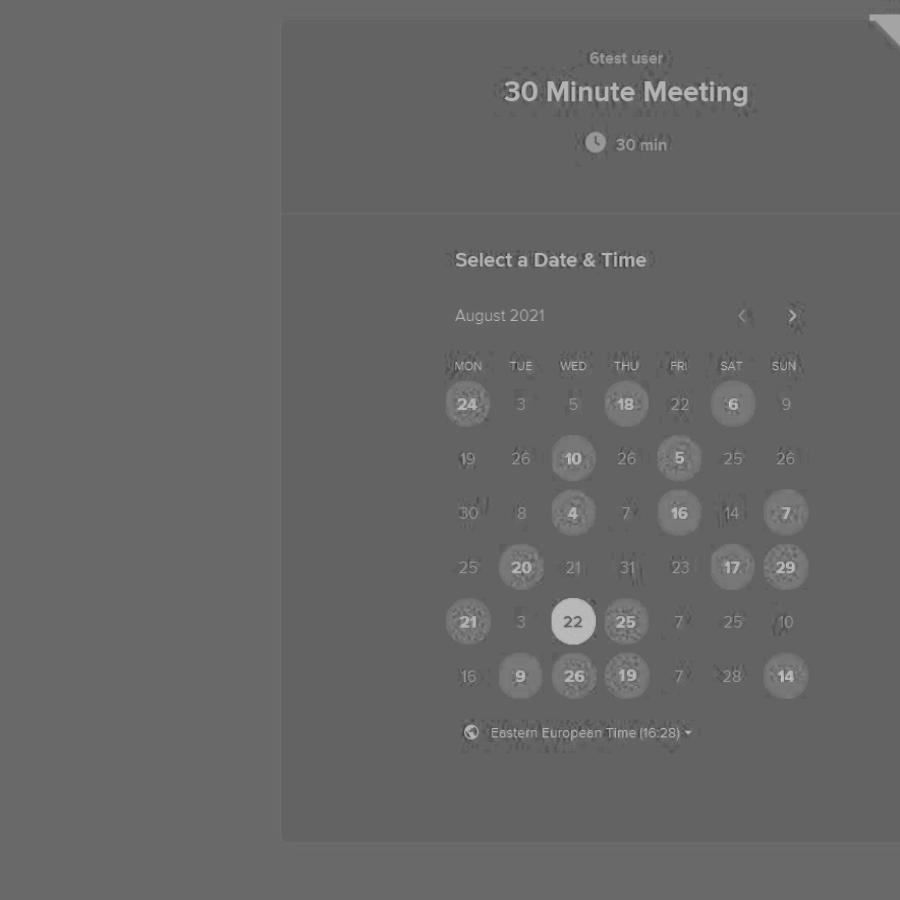 6test user
30 Minute Meeting
30 min
Select a Date & Time
August 2021
MON TUE WED THU FRI SAT SUN
24 3 5 18 22 6 9
19 26 10 26 5 25 26
30 8 4 7 16 14 7
25 20 21 31 23 17 29
21 3 22 25 7 25 10
16 9 26 19 7 28 14
Eastern European Time (16:28)